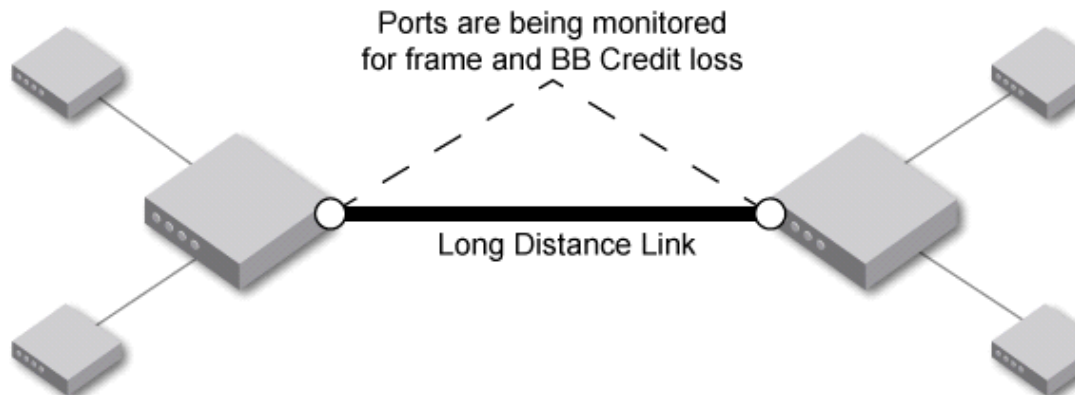 Ports are being monitored
for frame and BB Credit loss
Long Distance Link